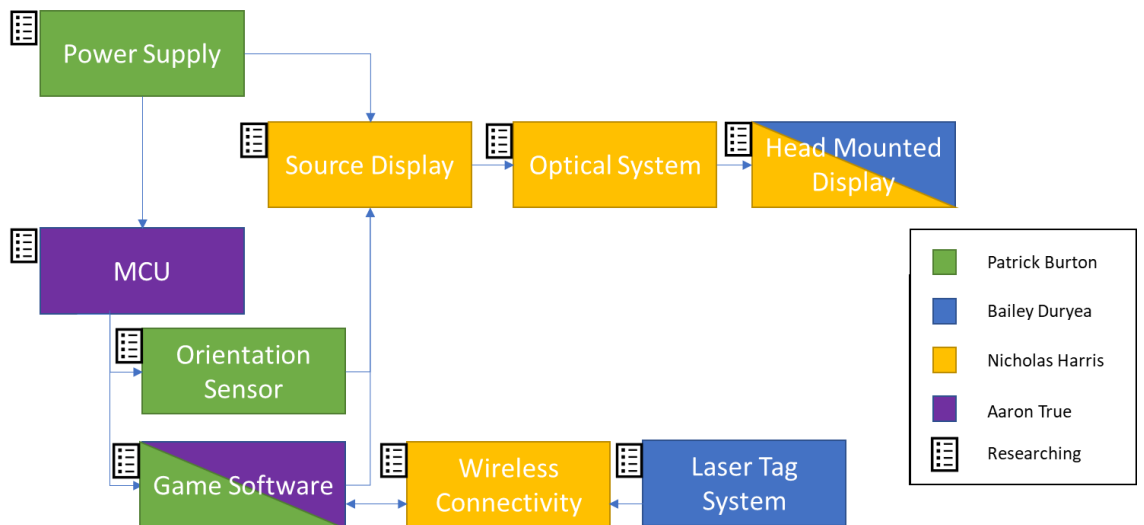 Power Supply
Source Display
Optical System
Head Mounted
Display
MCU
Orientation
Sensor
Game Software
Wireless
Connectivity
Laser Tag
System
Patrick Burton
Bailey Duryea
Nicholas Harris
Aaron True
Researching